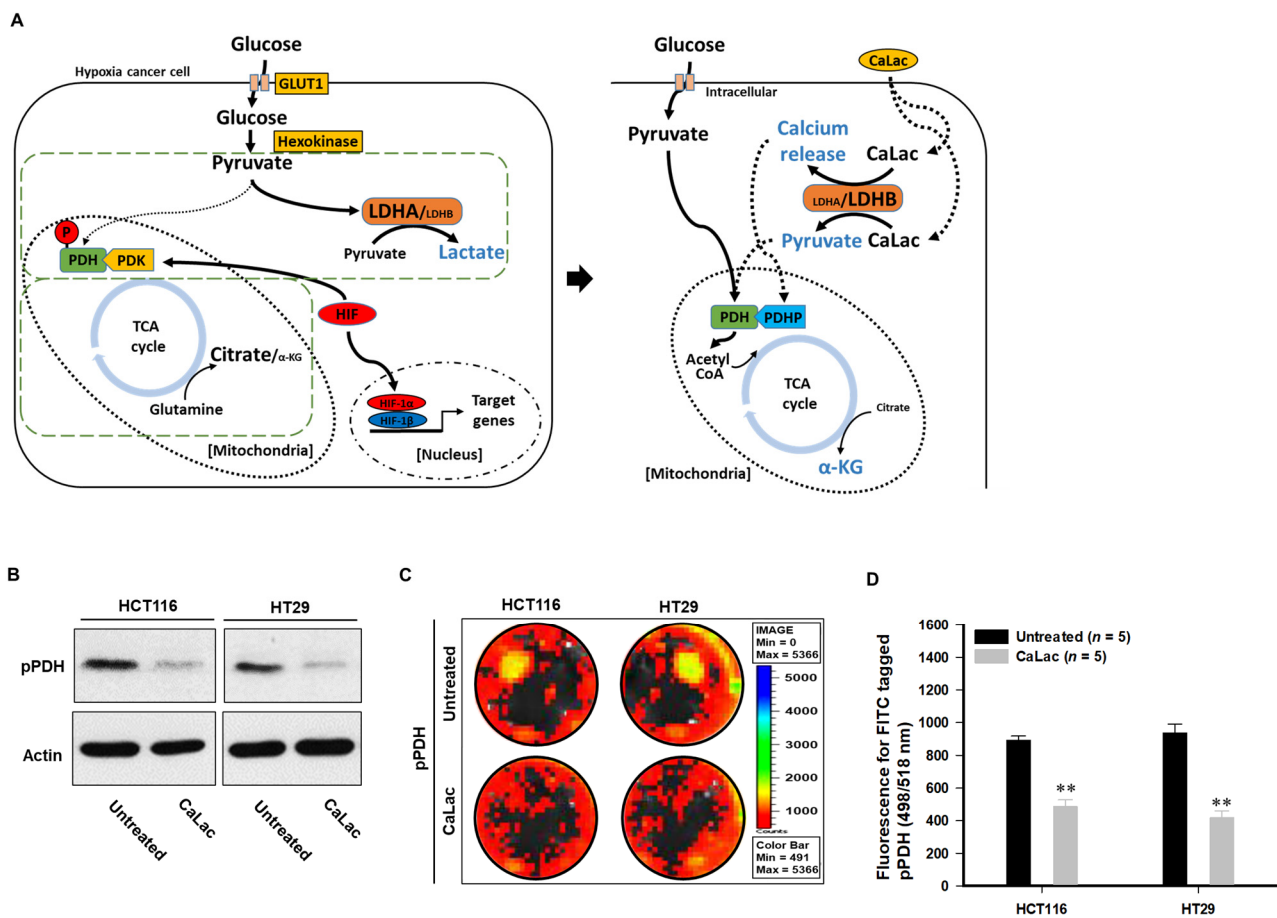 A
Glucose
Hypoxia cancer cell
GLUT1
Glucose
Hexokinase
Pyruvate
LDHA/LDHB
Pyruvate
Lactate
P
PDH
PDK
HIF
TCA
cycle
Citrate/α-KG
Glutamine
HIF-1α
HIF-1β
Target
genes
[Mitochondria]
[Nucleus]
Glucose
CaLac
Intracellular
Pyruvate
Calcium
release
CaLac
LDHA/LDHB
Pyruvate
CaLac
PDH
PDHP
Acetyl
CoA
TCA
cycle
Citrate
α-KG
[Mitochondria]
B
HCT116
HT29
pPDH
Actin
Untreated
CaLac
Untreated
CaLac
C
HCT116
HT29
pPDH
Untreated
CaLac
IMAGE
Min = 0
Max = 5366
5000
4000
3000
2000
1000
Counts
Color Bar
Min = 491
Max = 5366
D
Fluorescence for FITC tagged
pPDH (498/518 nm)
1600
1400
1200
1000
800
600
400
200
0
Untreated (n = 5)
CaLac (n = 5)
**
**
HCT116
HT29